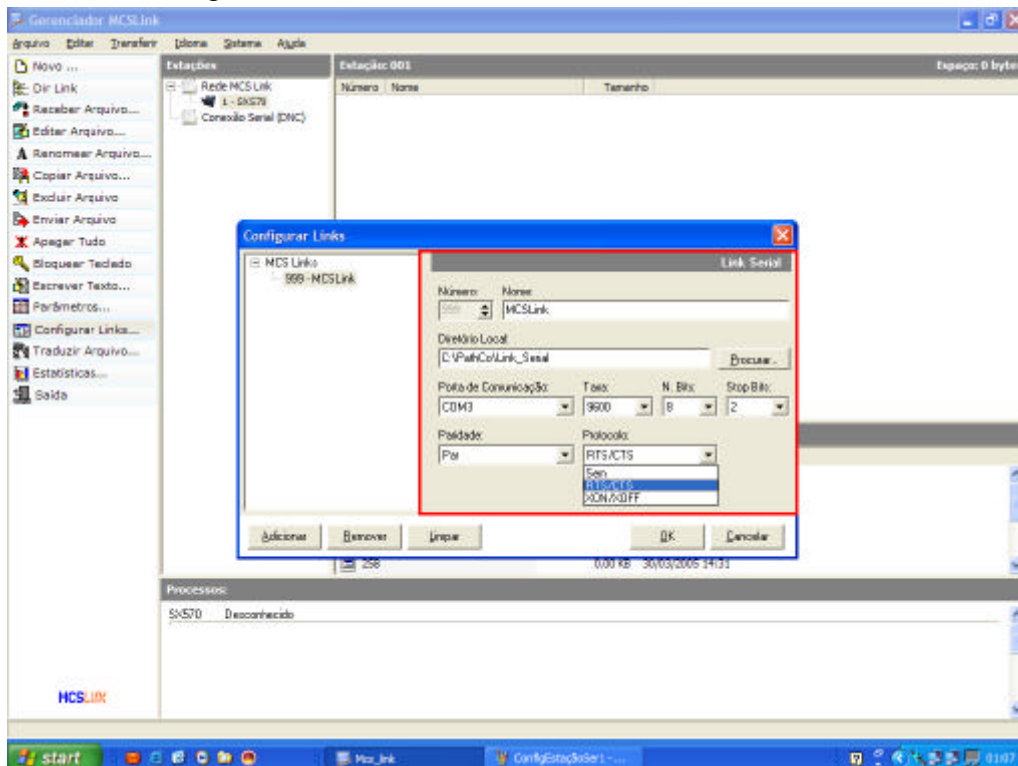 Gerenciador MCSLink
Arquivo Editar Transferir Idioma Sistema Ajuda
Novo ...
Dir Link
Receber Arquivo...
Editar Arquivo...
Renomear Arquivo...
Copiar Arquivo...
Excluir Arquivo
Enviar Arquivo
Apagar Tudo
Bloquear Teclado
Escrever Texto...
Parâmetros...
Configurar Links...
Traduzir Arquivo...
Estatísticas...
Saída
MCSLINK
Estações
Rede MCS Link
1 - SX570
Conexão Serial (DNC)
Estação: 001
Espaço: 0 byte
Número Nome Tamanho
Configurar Links
MCS Links
999 - MCSLink
Link Serial
Número: Nome:
999 MCSLink
Diretório Local:
C:\PathCo\Link_Serial Procurar..
Porta de Comunicação: Taxa: N. Bits: Stop Bits:
COM3 9600 8 2
Paridade: Protocolo:
Par RTS/CTS
Sem
RTS/CTS
XON/XOFF
Adicionar Remover Limpar OK Cancelar
258 0.00 KB 30/03/2005 14:31
Processos:
SX570 Desconhecido
start Mcs_link ConfigEstaçãoSer1 -... 01:07